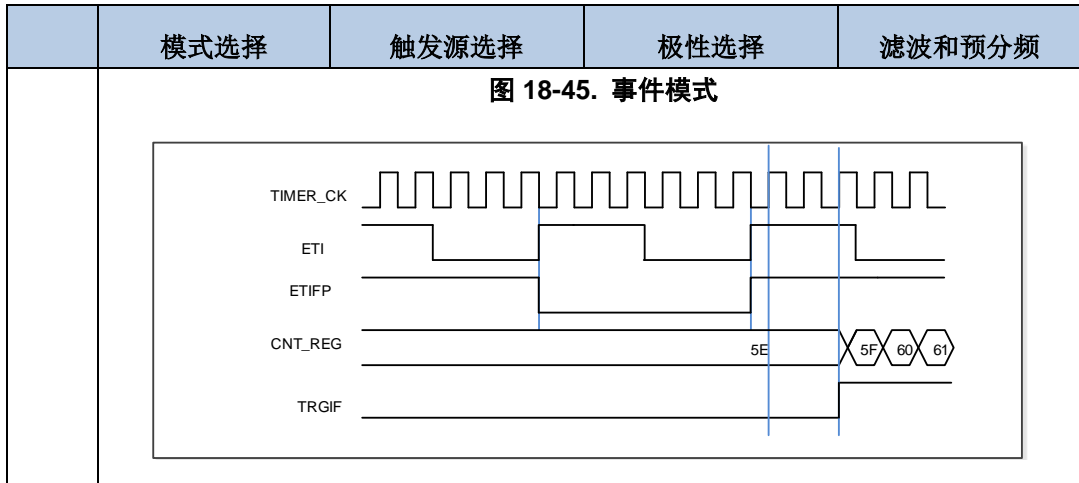 模式选择 触发源选择 极性选择 滤波和预分频
图 18-45. 事件模式
TIMER_CK
ETI
ETIFP
CNT_REG 5E 5F 60 61
TRGIF